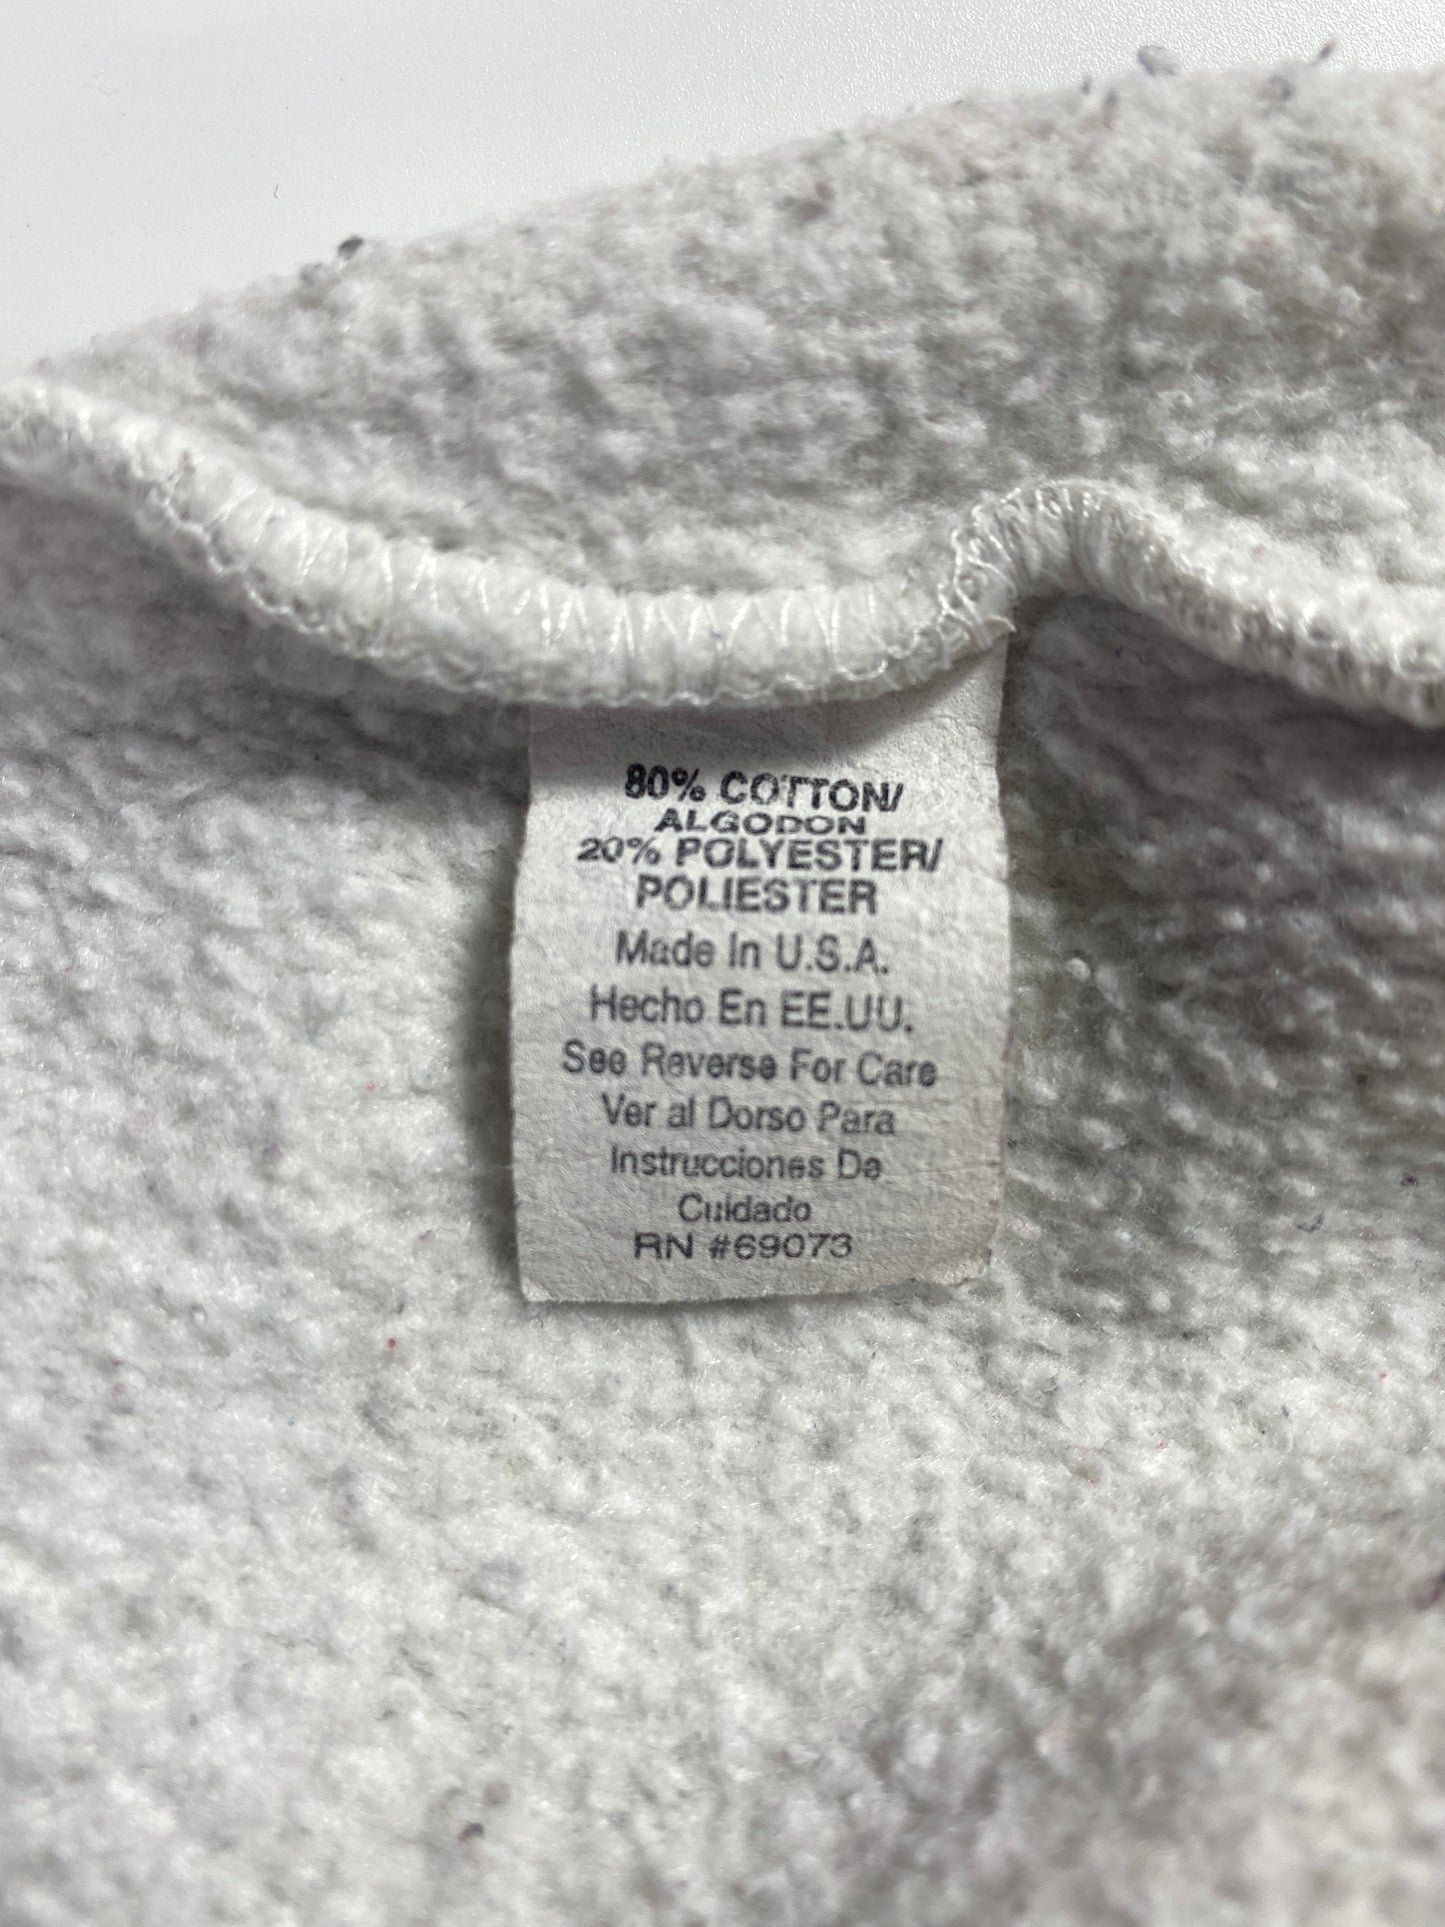 80% COTTON/
ALGODON
20% POLYESTER/
POLIESTER
Made In U.S.A.
Hecho En EE.UU.
See Reverse For Care
Ver al Dorso Para
Instrucciones De
Cuidado
RN #69073